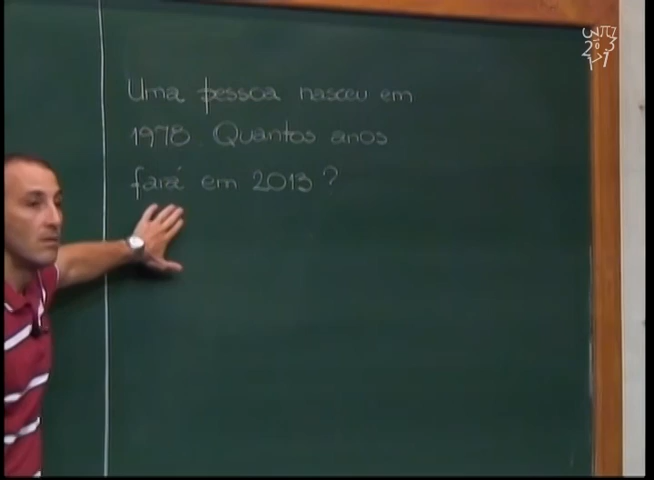 Uma pessoa nasceu em
1978. Quantos anos
fará em 2013?